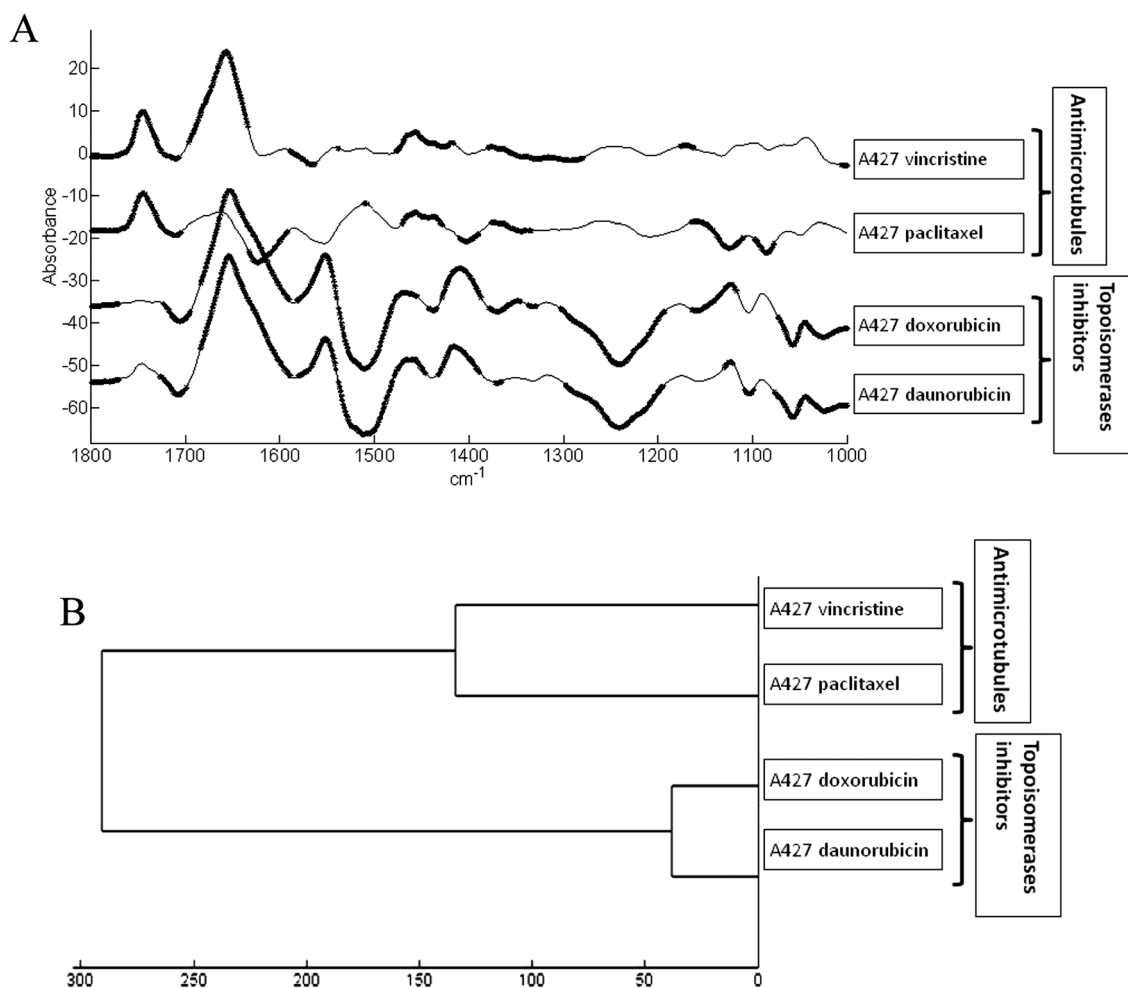 A
Absorbance
20
10
0
-10
-20
-30
-40
-50
-60
1800
1700
1600
1500
1400
1300
1200
1100
1000
cm-1
A427 vincristine
A427 paclitaxel
A427 doxorubicin
A427 daunorubicin
Antimicrotubules
Topoisomerases
inhibitors
B
A427 vincristine
A427 paclitaxel
A427 doxorubicin
A427 daunorubicin
Antimicrotubules
Topoisomerases
inhibitors
300
250
200
150
100
50
0